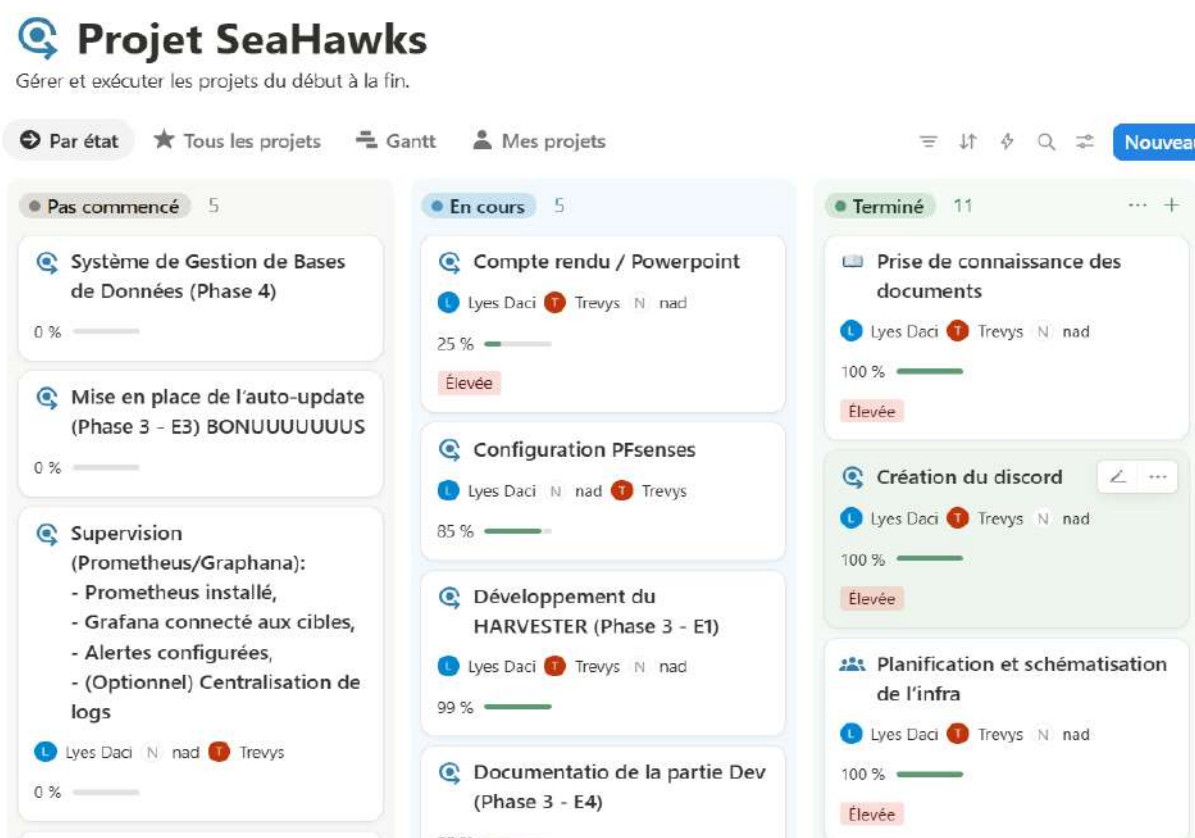 Projet SeaHawks
Gérer et exécuter les projets du début à la fin.
Par état
Tous les projets
Gantt
Mes projets
Nouveau
Pas commencé 5
Système de Gestion de Bases
de Données (Phase 4)
0 %
Mise en place de l'auto-update
(Phase 3 - E3) BONUUUUUUUS
0 %
Supervision
(Prometheus/Graphana):
- Prometheus installé,
- Grafana connecté aux cibles,
- Alertes configurées,
- (Optionnel) Centralisation de
logs
L Lyes Daci N nad T Trevys
0 %
En cours 5
Compte rendu / Powerpoint
L Lyes Daci T Trevys N nad
25 %
Élevée
Configuration PFsenses
L Lyes Daci N nad T Trevys
85 %
Développement du
HARVESTER (Phase 3 - E1)
L Lyes Daci T Trevys N nad
99 %
Documentatio de la partie Dev
(Phase 3 - E4)
Terminé 11
Prise de connaissance des
documents
L Lyes Daci T Trevys N nad
100 %
Élevée
Création du discord
L Lyes Daci T Trevys N nad
100 %
Élevée
Planification et schématisation
de l'infra
L Lyes Daci T Trevys N nad
100 %
Élevée